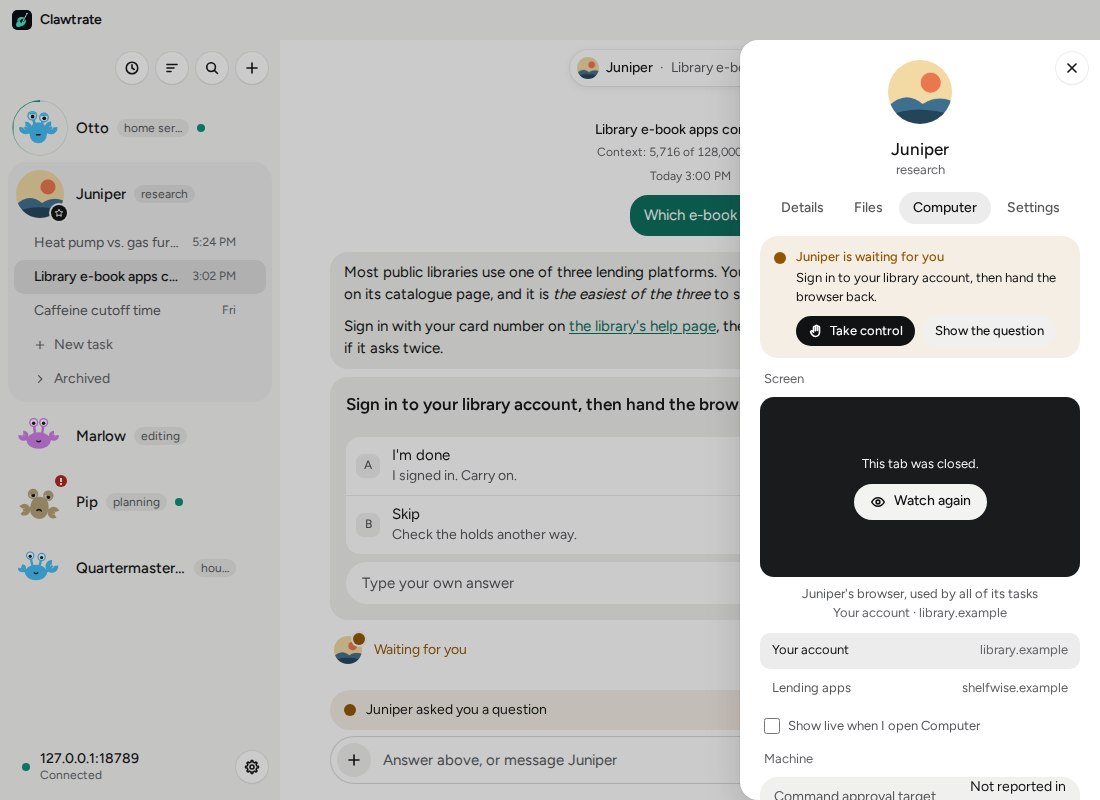 Clawtrate
Otto
home ser...
Juniper
research
Heat pump vs. gas fur...
5:24 PM
Library e-book apps c...
3:02 PM
Caffeine cutoff time
Fri
New task
Archived
Marlow
editing
Pip
planning
Quartermaster...
hou...
127.0.0.1:18789
Connected
Juniper · Library e-bo
Library e-book apps co
Context: 5,716 of 128,000
Today 3:00 PM
Which e-book
Most public libraries use one of three lending platforms. You
on its catalogue page, and it is the easiest of the three to s
Sign in with your card number on the library's help page, the
if it asks twice.
Sign in to your library account, then hand the brow
A
I'm done
I signed in. Carry on.
B
Skip
Check the holds another way.
Type your own answer
Waiting for you
Juniper asked you a question
Answer above, or message Juniper
Juniper
research
Details
Files
Computer
Settings
Juniper is waiting for you
Sign in to your library account, then hand the
browser back.
Take control
Show the question
Screen
This tab was closed.
Watch again
Juniper's browser, used by all of its tasks
Your account · library.example
Your account
library.example
Lending apps
shelfwise.example
Show live when I open Computer
Machine
Command approval target
Not reported in